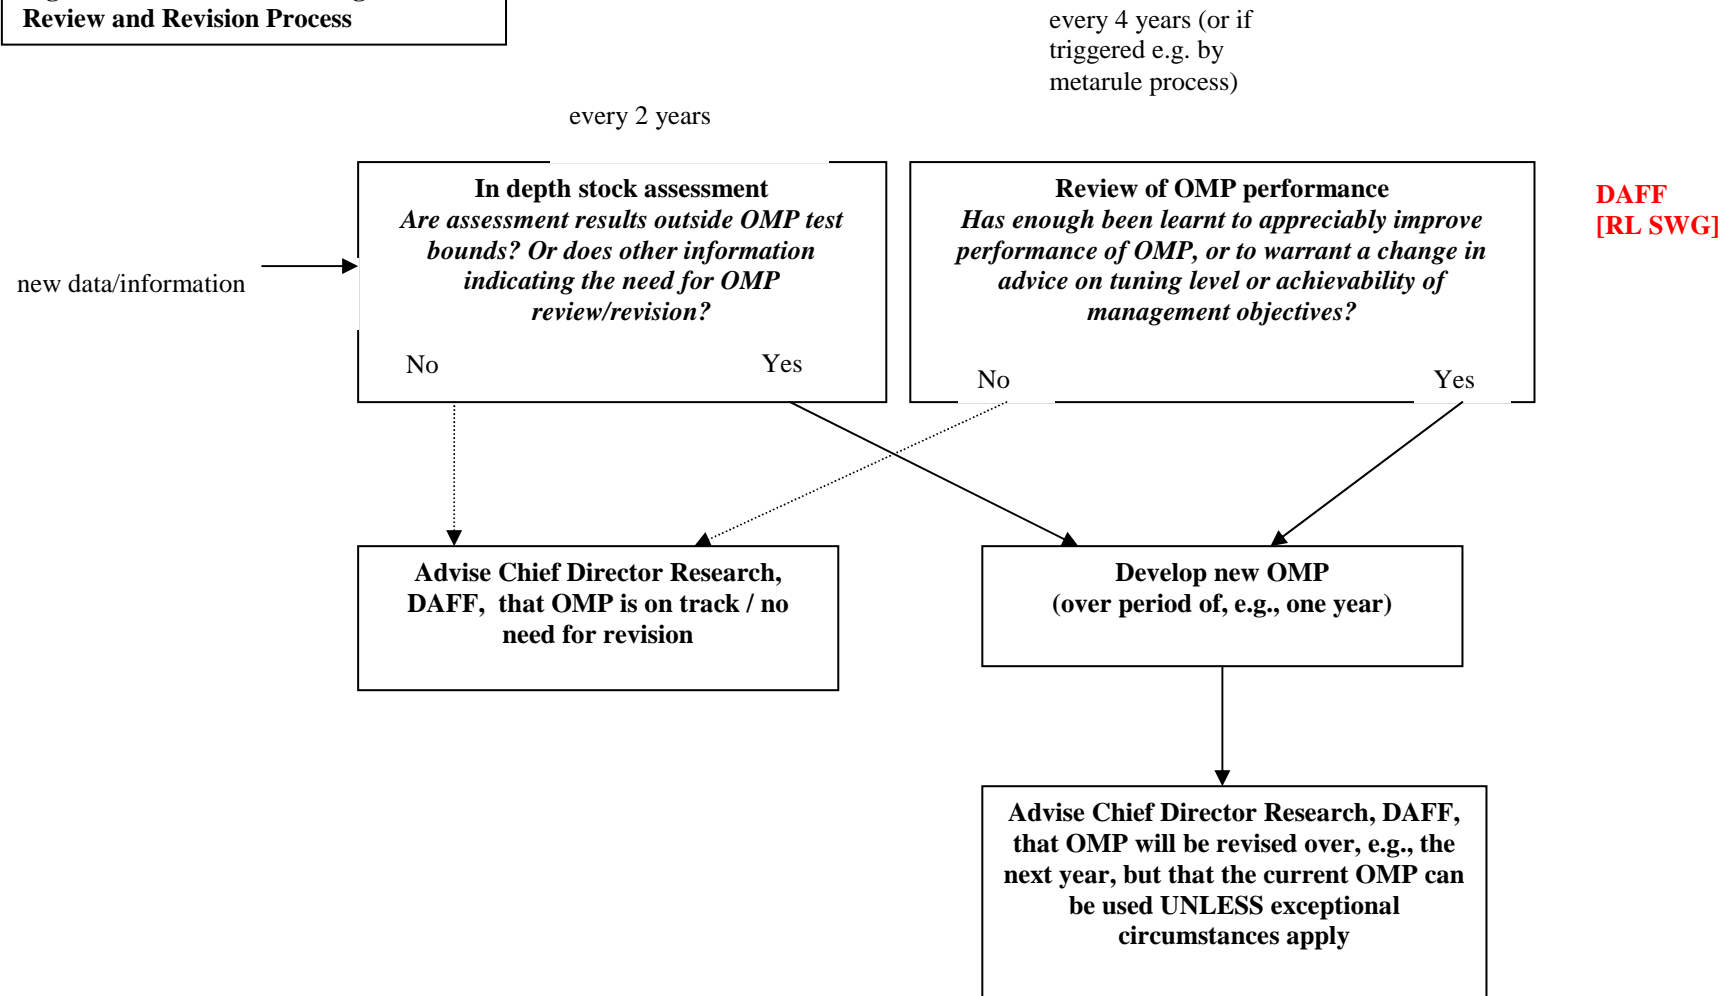 Review and Revision Process
every 4 years (or if
triggered e.g. by
metarule process)
every 2 years
In depth stock assessment
Are assessment results outside OMP test
bounds? Or does other information
indicating the need for OMP
review/revision?
No
Yes
Review of OMP performance
Has enough been learnt to appreciably improve
performance of OMP, or to warrant a change in
advice on tuning level or achievability of
management objectives?
No
Yes
DAFF
[RL SWG]
new data/information
Advise Chief Director Research,
DAFF, that OMP is on track / no
need for revision
Develop new OMP
(over period of, e.g., one year)
Advise Chief Director Research, DAFF,
that OMP will be revised over, e.g., the
next year, but that the current OMP can
be used UNLESS exceptional
circumstances apply